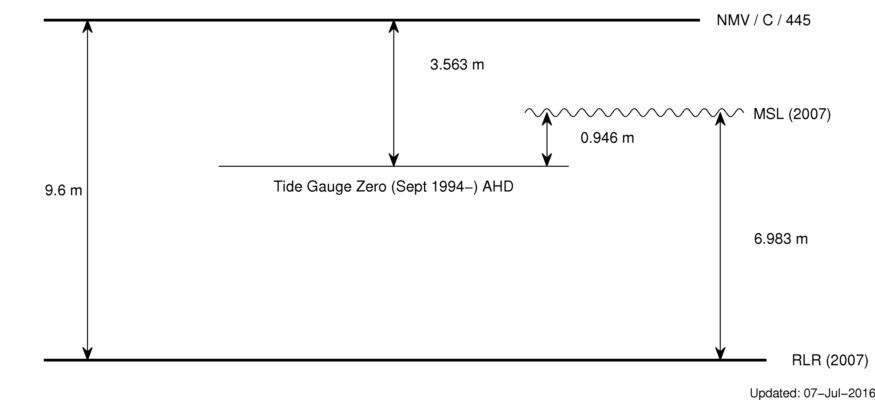 NMV / C / 445
3.563 m
MSL (2007)
0.946 m
Tide Gauge Zero (Sept 1994−) AHD
9.6 m
6.983 m
RLR (2007)
Updated: 07−Jul−2016